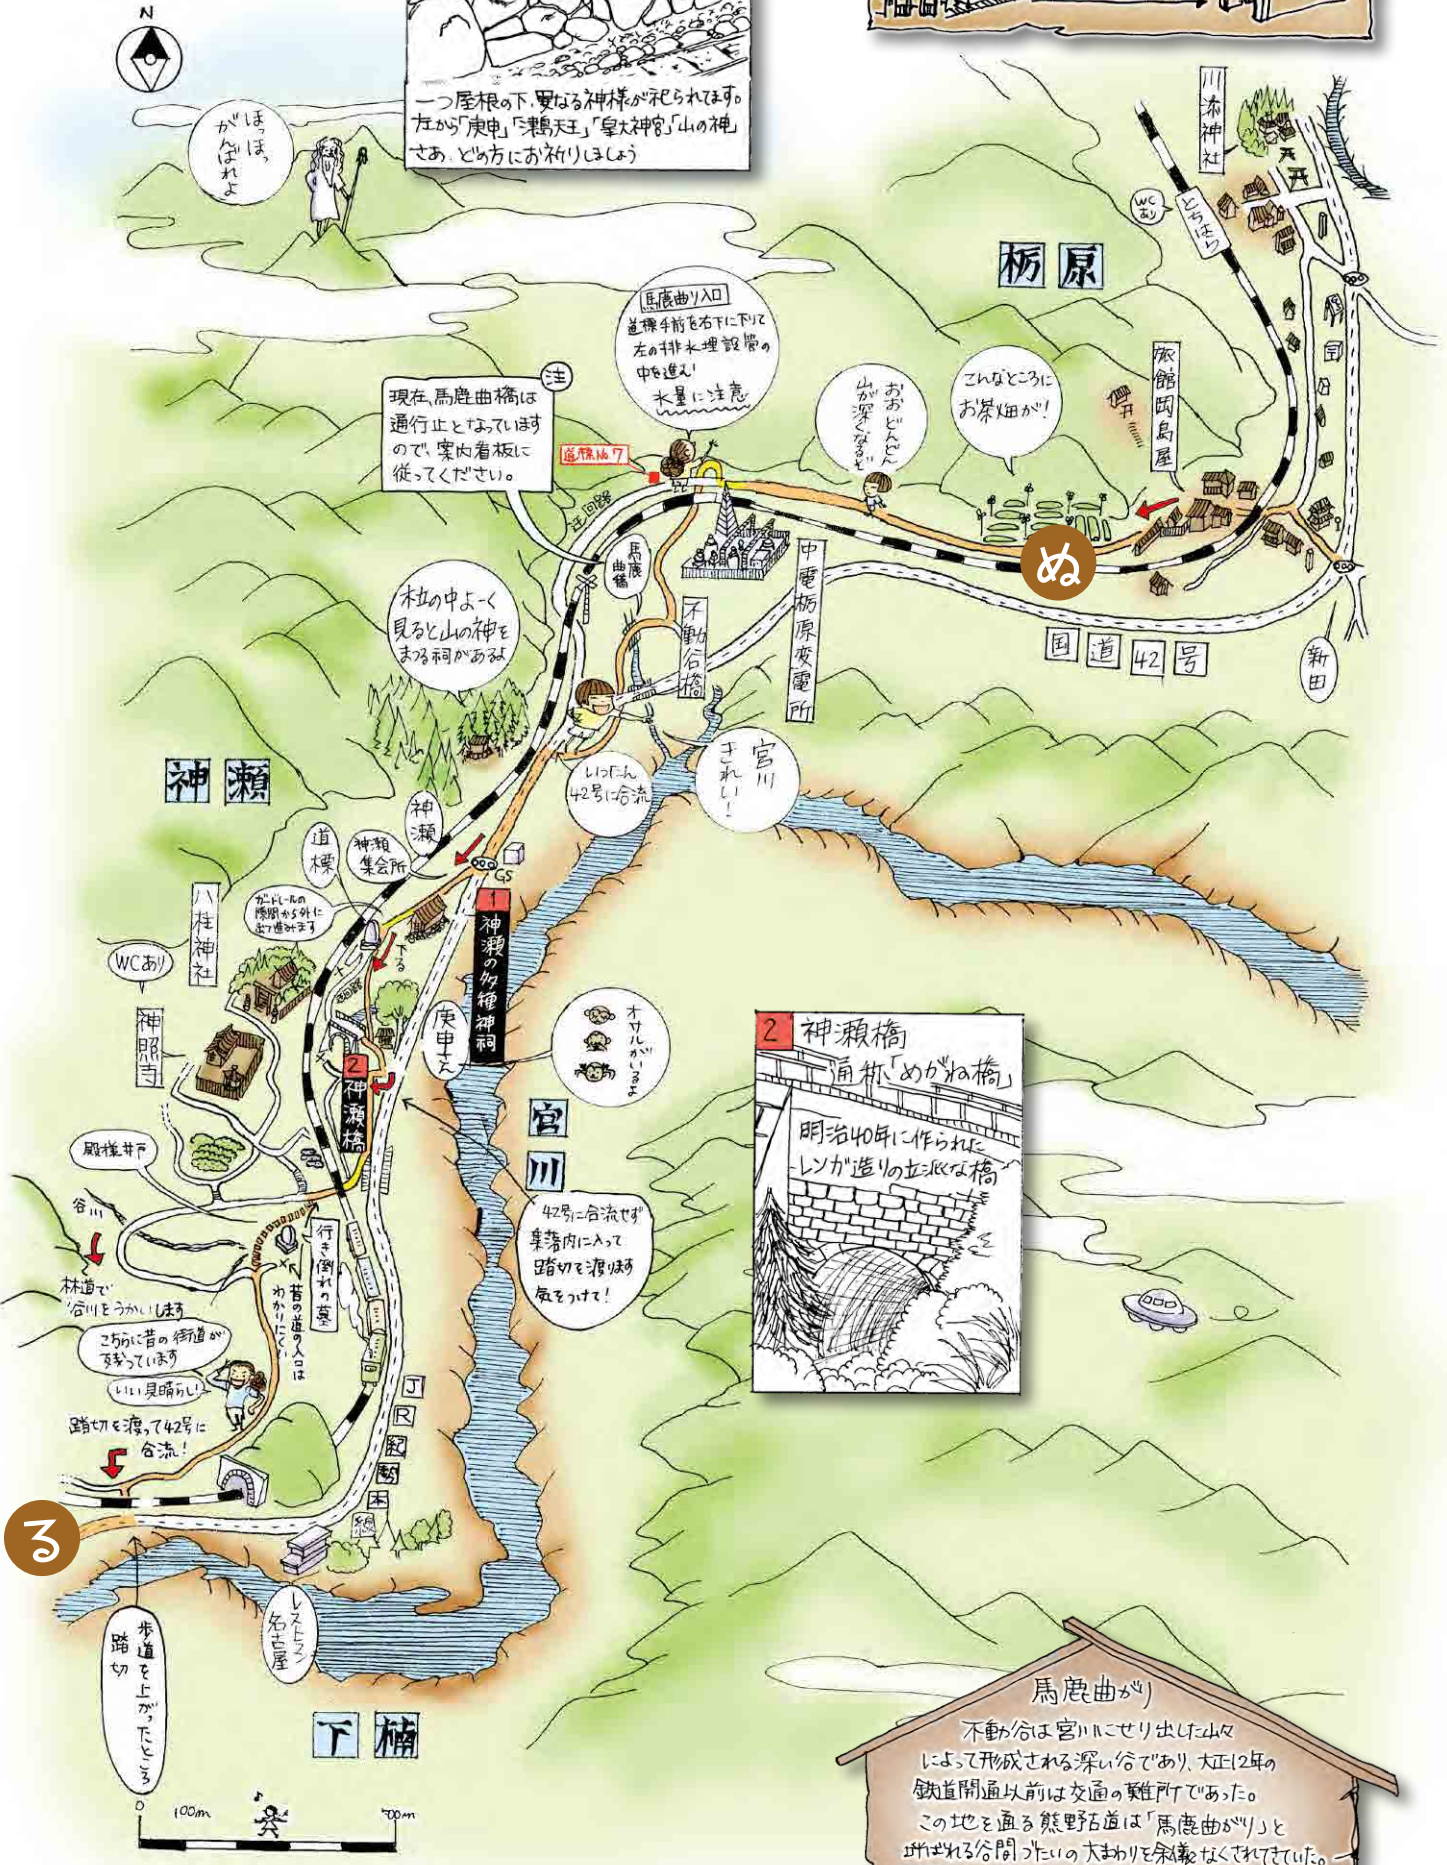 N
一つ屋根の下、異なる神様が祀られてます。
左から「庚申」「津島天王」「皇大神宮」「山の神」
さあ、どの方にお祈りしましょう
ほっほっほ
がんばれよ
川添神社
WC
あり
とちはら
栃原
馬鹿曲り入口
道標手前を右下に下りて
左の排水埋設管の
中を進む!
水量に注意
注
現在、馬鹿曲橋は
通行止となっています
ので、案内看板に
従ってください。
道標No.7
おおどんどん
山が深くなるぞ
こんなところに
お茶畑が!
旅館岡島屋
迂回路
馬鹿
曲橋
ぬ
中電栃原変電所
不動谷橋
国道42号
新田
木立の中よーく
見ると山の神を
まつる祠があるよ
神瀬
いったん
42号に合流
宮川
きれい!
神瀬
神瀬
集会所
道標
GS
ガードレールの
隙間から外に
出て進みます
八柱神社
WCあり
神照寺
下る
迂回路
1
神瀬の多種神祠
庚申さん
オサルがいるよ
2
神瀬橋
宮川
殿様井戸
谷川
42号に合流せず
集落内に入って
踏切を渡ります
気をつけて!
行き倒れの墓
昔の道の入口は
わかりにくい
林道で
谷川をうかいします
こちらに昔の街道が
残っています
いい見晴らし!
踏切を渡って42号に
合流!
JR紀勢本線
る
レストラン
名古屋
歩道を上がったところ
踏切
下楠
0
100m
500m
2
神瀬橋
通称「めがね橋」
明治40年に作られた
レンガ造りの立派な橋
馬鹿曲がり
不動谷は宮川にせり出した山々
によって形成される深い谷であり、大正12年の
鉄道開通以前は交通の難所であった。
この地を通る熊野古道は「馬鹿曲がり」と
呼ばれる谷間づたいの大まわりを余儀なくされてきていた。